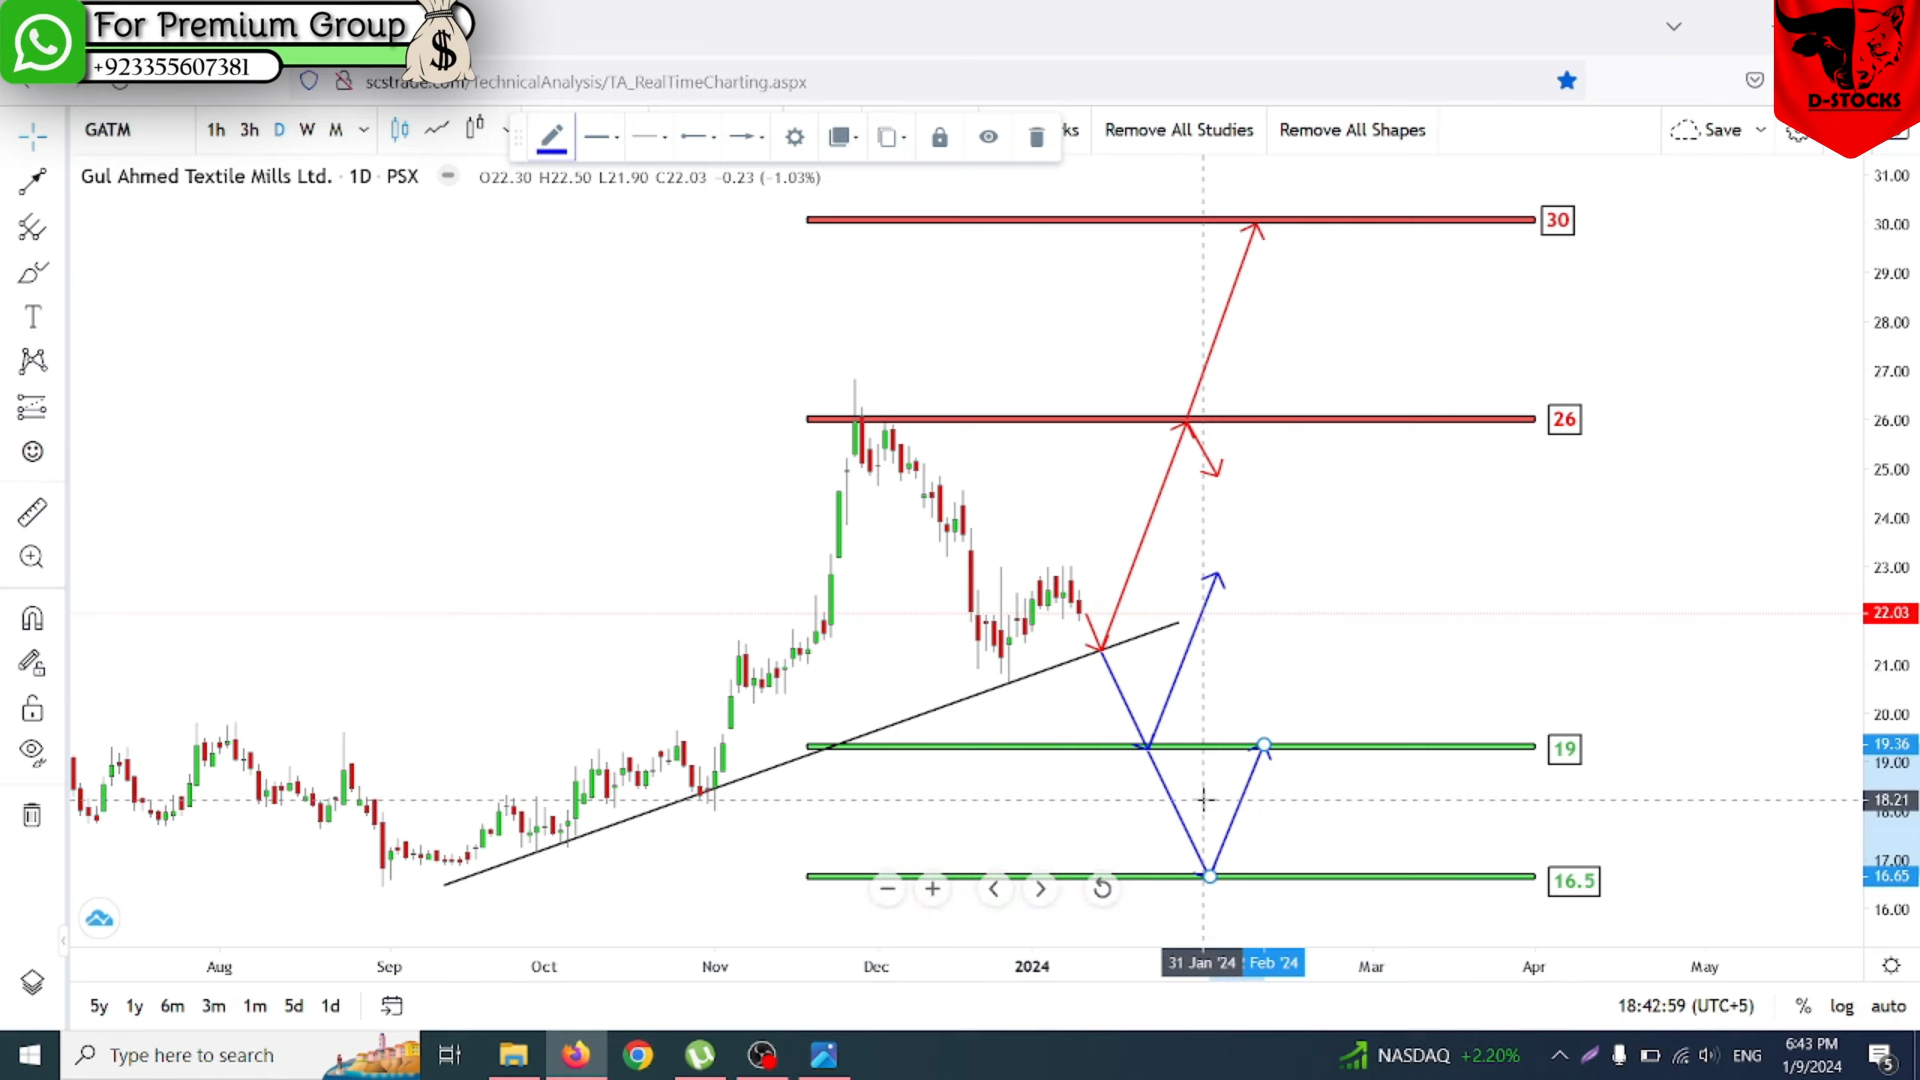 For Premium Group
+923355607381
$
D-STOCKS
/TechnicalAnalysis/TA_RealTimeCharting.aspx
GATM 1h 3h D W M
Remove All Studies Remove All Shapes Save
Gul Ahmed Textile Mills Ltd. · 1D · PSX O22.30 H22.50 L21.90 C22.03 −0.23 (−1.03%)
31.00
30 30.00
29.00
28.00
27.00
26 26.00
25.00
24.00
23.00
22.03
21.00
20.00
19 19.36
19.00
18.21
18.00
17.00
16.5 16.65
16.00
Aug Sep Oct Nov Dec 2024 31 Jan '24 Feb '24 Mar Apr May
5y 1y 6m 3m 1m 5d 1d 18:42:59 (UTC+5) % log auto
Type here to search NASDAQ +2.20% ENG 6:43 PM
1/9/2024 5